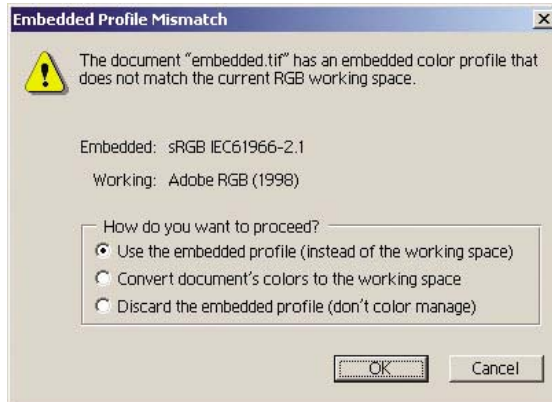 Embedded Profile Mismatch
The document “embedded.tif” has an embedded color profile that
does not match the current RGB working space.
Embedded: sRGB IEC61966-2.1
Working: Adobe RGB (1998)
How do you want to proceed?
Use the embedded profile (instead of the working space)
Convert document's colors to the working space
Discard the embedded profile (don't color manage)
OK Cancel